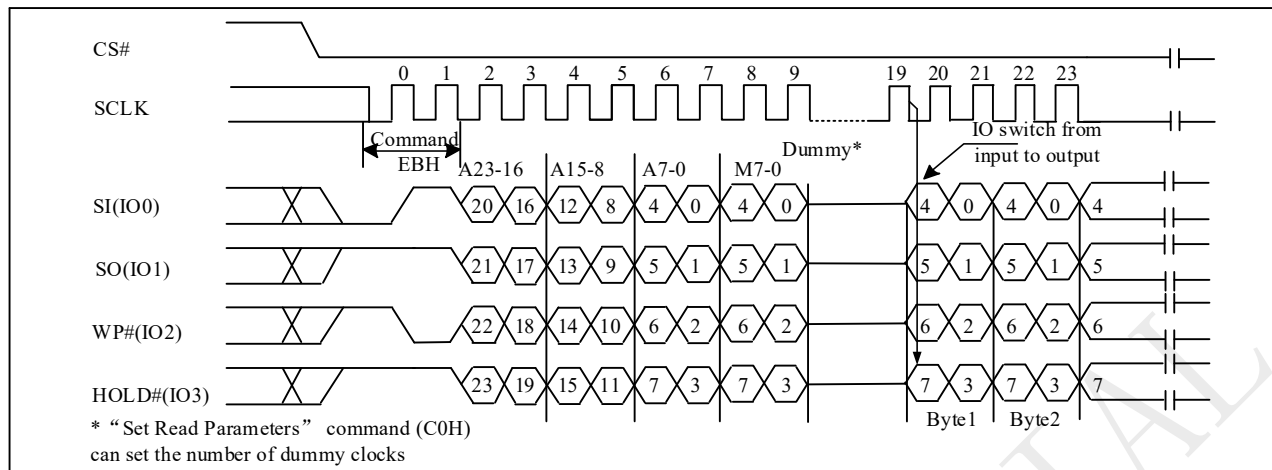 CS#
0 1 2 3 4 5 6 7 8 9 19 20 21 22 23
SCLK
Command
EBH
IO switch from
input to output
Dummy*
A23-16 A15-8 A7-0 M7-0
SI(IO0) 20 16 12 8 4 0 4 0 4 0 4 0 4
SO(IO1) 21 17 13 9 5 1 5 1 5 1 5 1 5
WP#(IO2) 22 18 14 10 6 2 6 2 6 2 6 2 6
HOLD#(IO3) 23 19 15 11 7 3 7 3 7 3 7 3 7
Byte1 Byte2
* “Set Read Parameters” command (C0H)
can set the number of dummy clocks